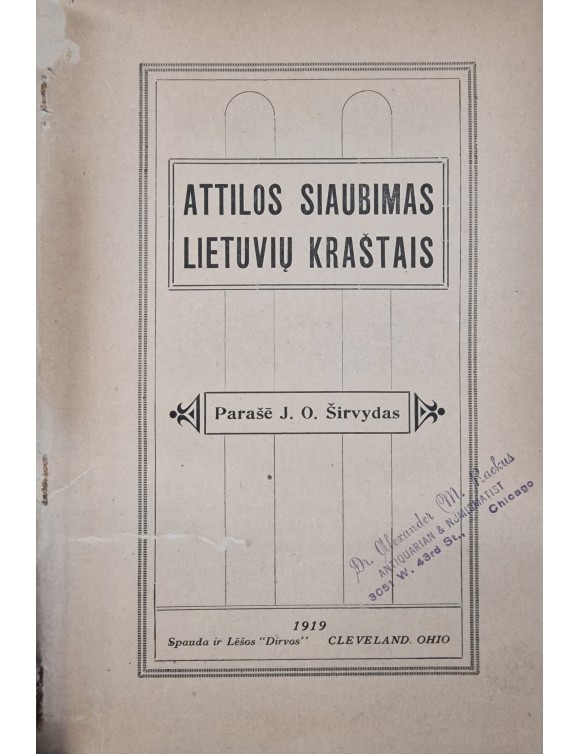 ATTILOS SIAUBIMAS
LIETUVIŲ KRAŠTAIS
Parašė J. O. Širvydas
Dr. Alexander M. Rackus
ANTIQUARIAN & NUMISMATIST
3051 W. 43rd St., Chicago
1919
Spauda ir Lėšos "Dirvos" CLEVELAND. OHIO